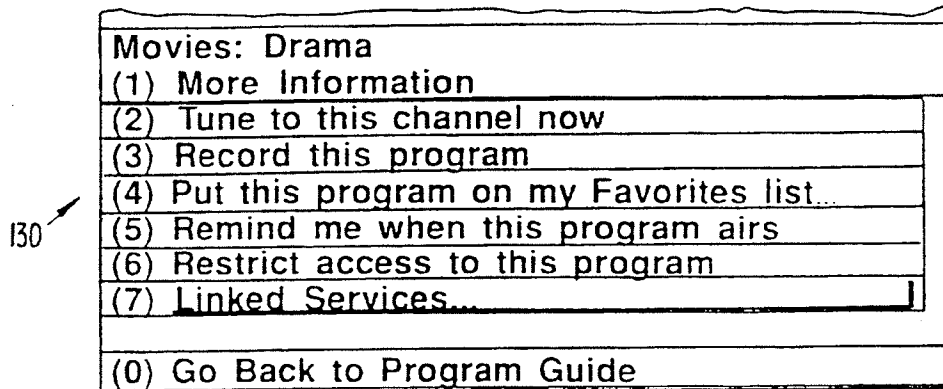 Movies: Drama
(1) More Information
(2) Tune to this channel now
(3) Record this program
(4) Put this program on my Favorites list...
130
(5) Remind me when this program airs
(6) Restrict access to this program
(7) Linked Services...
(0) Go Back to Program Guide